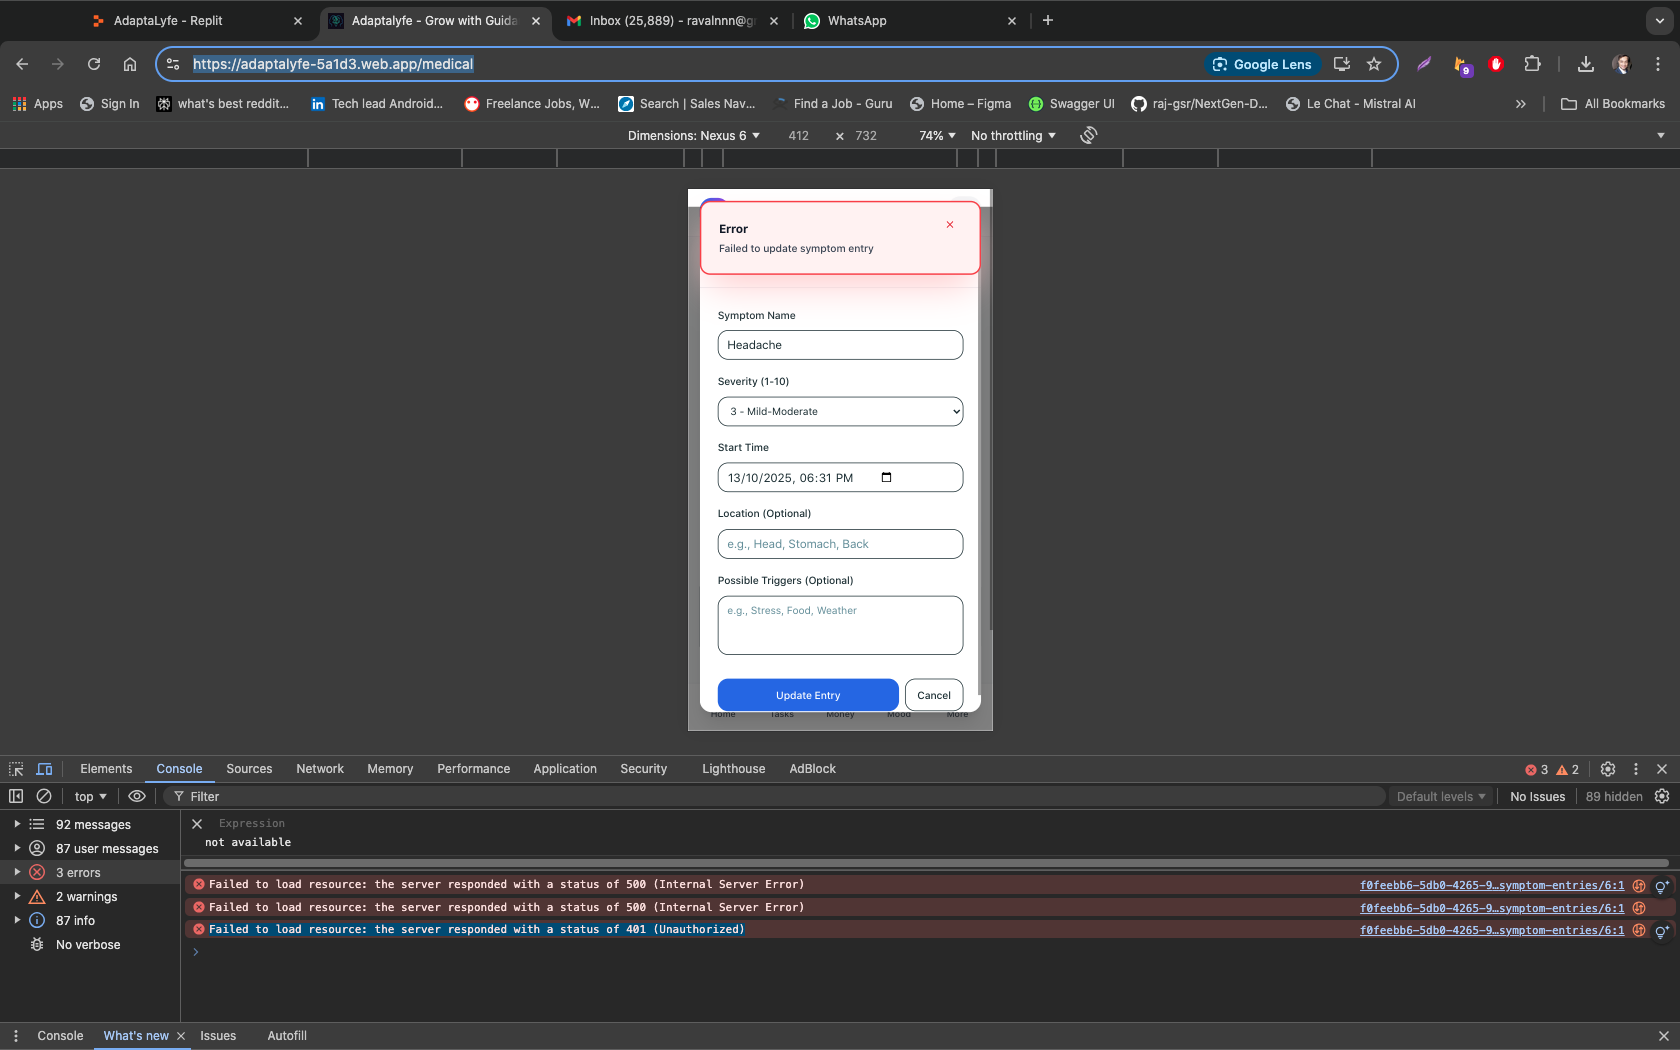 AdaptaLyfe - Replit
Adaptalyfe - Grow with Guida
Inbox (25,889) - ravalnnn@g
WhatsApp
https://adaptalyfe-5a1d3.web.app/medical
Google Lens
9
Apps
Sign In
what's best reddit...
Tech lead Android...
Freelance Jobs, W...
Search | Sales Nav...
Find a Job - Guru
Home – Figma
Swagger UI
raj-gsr/NextGen-D...
Le Chat - Mistral AI
All Bookmarks
Dimensions: Nexus 6
412 × 732
74%
No throttling
Error
Failed to update symptom entry
Symptom Name
Headache
Severity (1-10)
3 - Mild-Moderate
Start Time
13/10/2025, 06:31 PM
Location (Optional)
e.g., Head, Stomach, Back
Possible Triggers (Optional)
e.g., Stress, Food, Weather
Update Entry
Cancel
Home
Tasks
Money
Mood
More
Elements
Console
Sources
Network
Memory
Performance
Application
Security
Lighthouse
AdBlock
3
2
top
Filter
Default levels
No Issues
89 hidden
92 messages
87 user messages
3 errors
2 warnings
87 info
No verbose
Expression
not available
Failed to load resource: the server responded with a status of 500 (Internal Server Error)
f0feebb6-5db0-4265-9…symptom-entries/6:1
Failed to load resource: the server responded with a status of 500 (Internal Server Error)
f0feebb6-5db0-4265-9…symptom-entries/6:1
Failed to load resource: the server responded with a status of 401 (Unauthorized)
f0feebb6-5db0-4265-9…symptom-entries/6:1
Console
What's new
Issues
Autofill